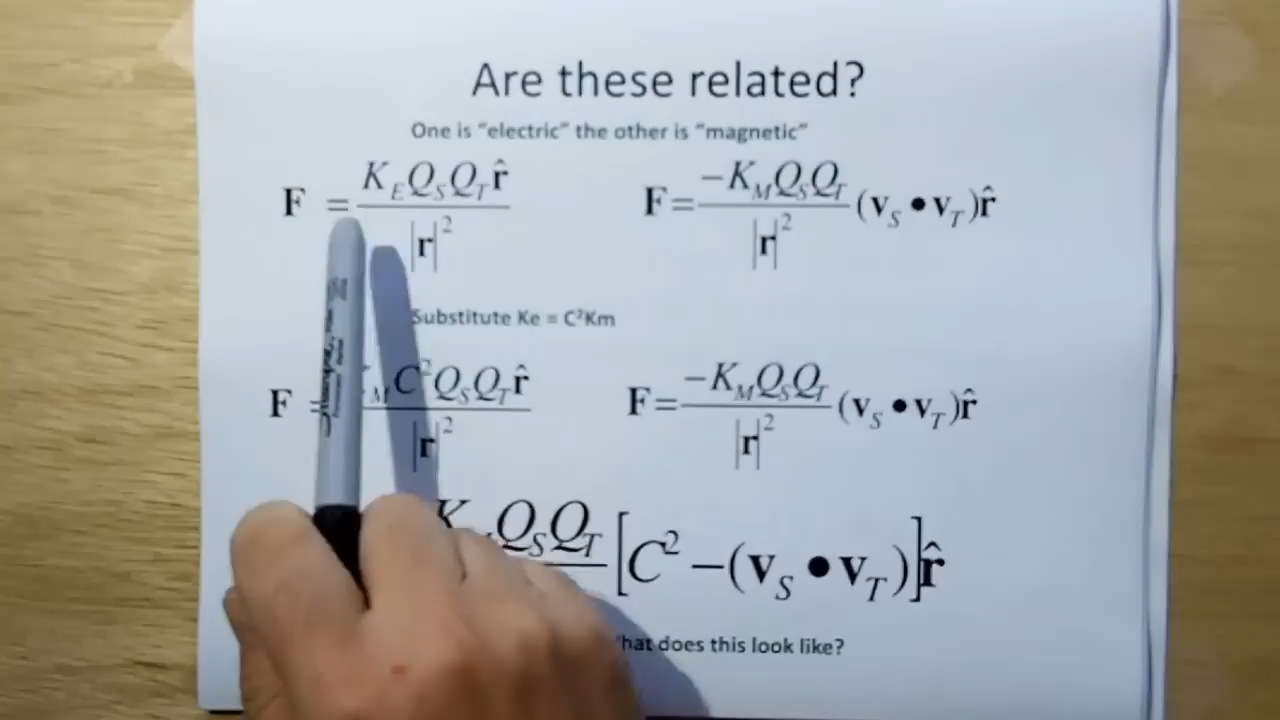 Are these related?
One is “electric” the other is “magnetic”
F = K_E Q_S Q_T r̂ / |r|²
F = −K_M Q_S Q_T / |r|² (v_S • v_T) r̂
Substitute Ke = C²Km
F = _M C² Q_S Q_T r̂ / |r|²
F = −K_M Q_S Q_T / |r|² (v_S • v_T) r̂
K Q_S Q_T [C² − (v_S • v_T)] r̂
hat does this look like?